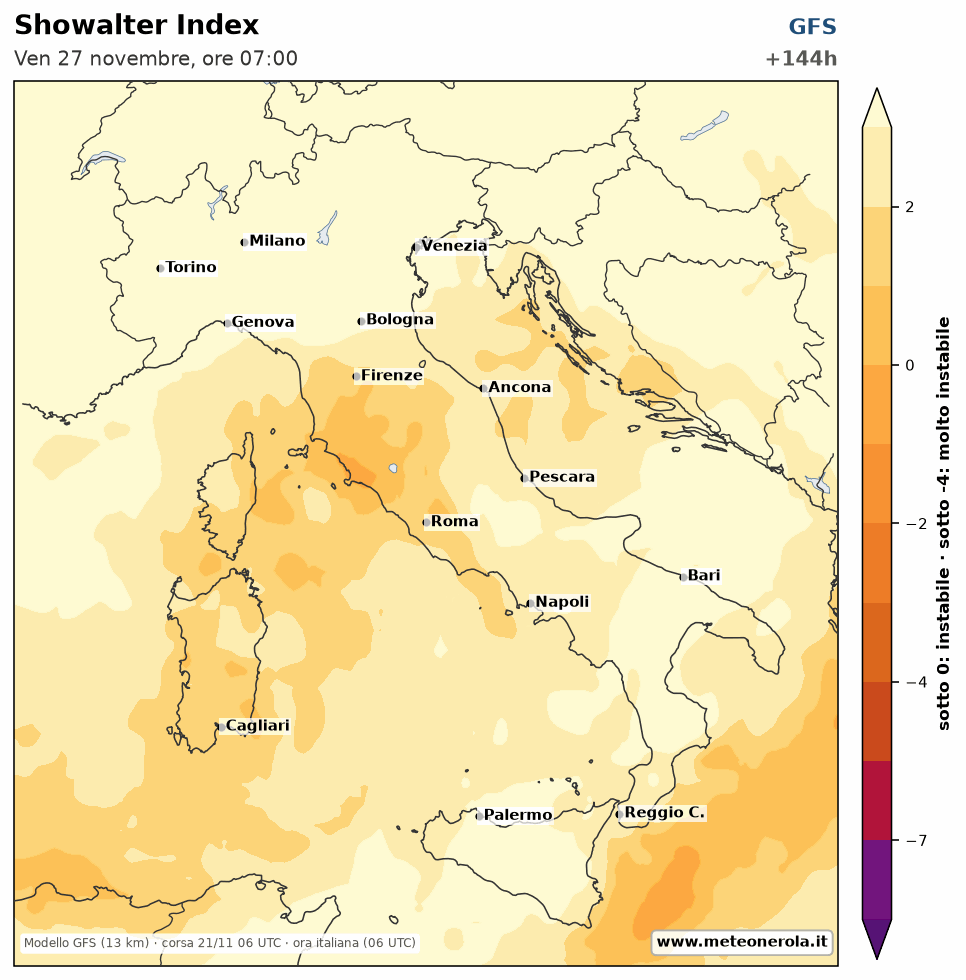 Showalter Index
GFS
Ven 27 novembre, ore 07:00
+144h
Milano
Venezia
Torino
Genova
Bologna
Firenze
Ancona
Pescara
Roma
Bari
Napoli
Cagliari
Palermo
Reggio C.
2
0
−2
−4
−7
sotto 0: instabile · sotto -4: molto instabile
Modello GFS (13 km) · corsa 21/11 06 UTC · ora italiana (06 UTC)
www.meteonerola.it